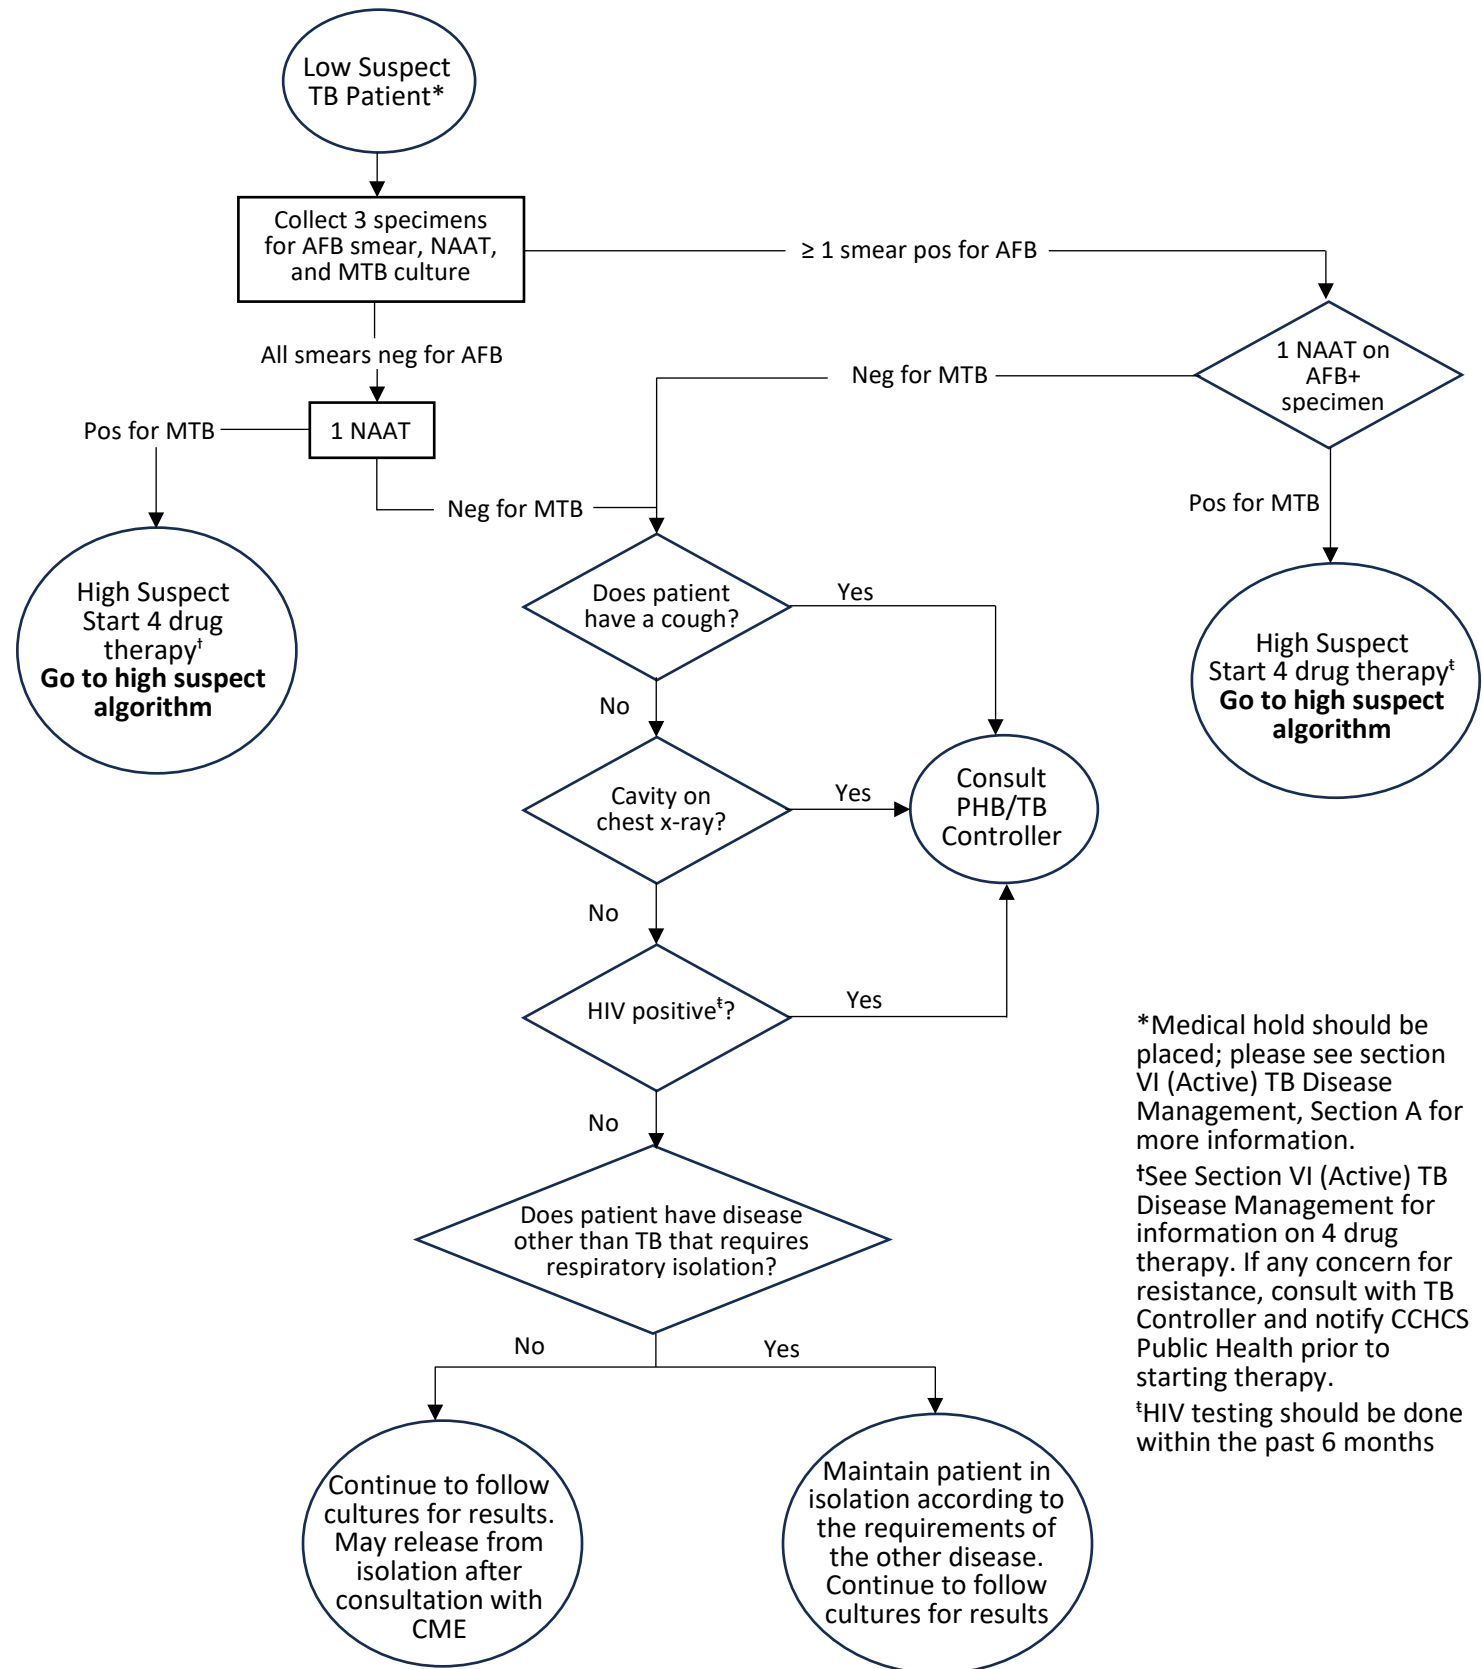 Low Suspect
TB Patient*
Collect 3 specimens
for AFB smear, NAAT,
and MTB culture
≥ 1 smear pos for AFB
All smears neg for AFB
1 NAAT on
AFB+
specimen
Neg for MTB
Pos for MTB
1 NAAT
Neg for MTB
Pos for MTB
High Suspect
Start 4 drug
therapy†
Go to high suspect
algorithm
Does patient
have a cough?
Yes
High Suspect
Start 4 drug therapy‡
Go to high suspect
algorithm
No
Cavity on
chest x-ray?
Yes
Consult
PHB/TB
Controller
No
HIV positive‡?
Yes
No
Does patient have disease
other than TB that requires
respiratory isolation?
No
Yes
Continue to follow
cultures for results.
May release from
isolation after
consultation with
CME
Maintain patient in
isolation according to
the requirements of
the other disease.
Continue to follow
cultures for results
*Medical hold should be
placed; please see section
VI (Active) TB Disease
Management, Section A for
more information.
†See Section VI (Active) TB
Disease Management for
information on 4 drug
therapy. If any concern for
resistance, consult with TB
Controller and notify CCHCS
Public Health prior to
starting therapy.
‡HIV testing should be done
within the past 6 months